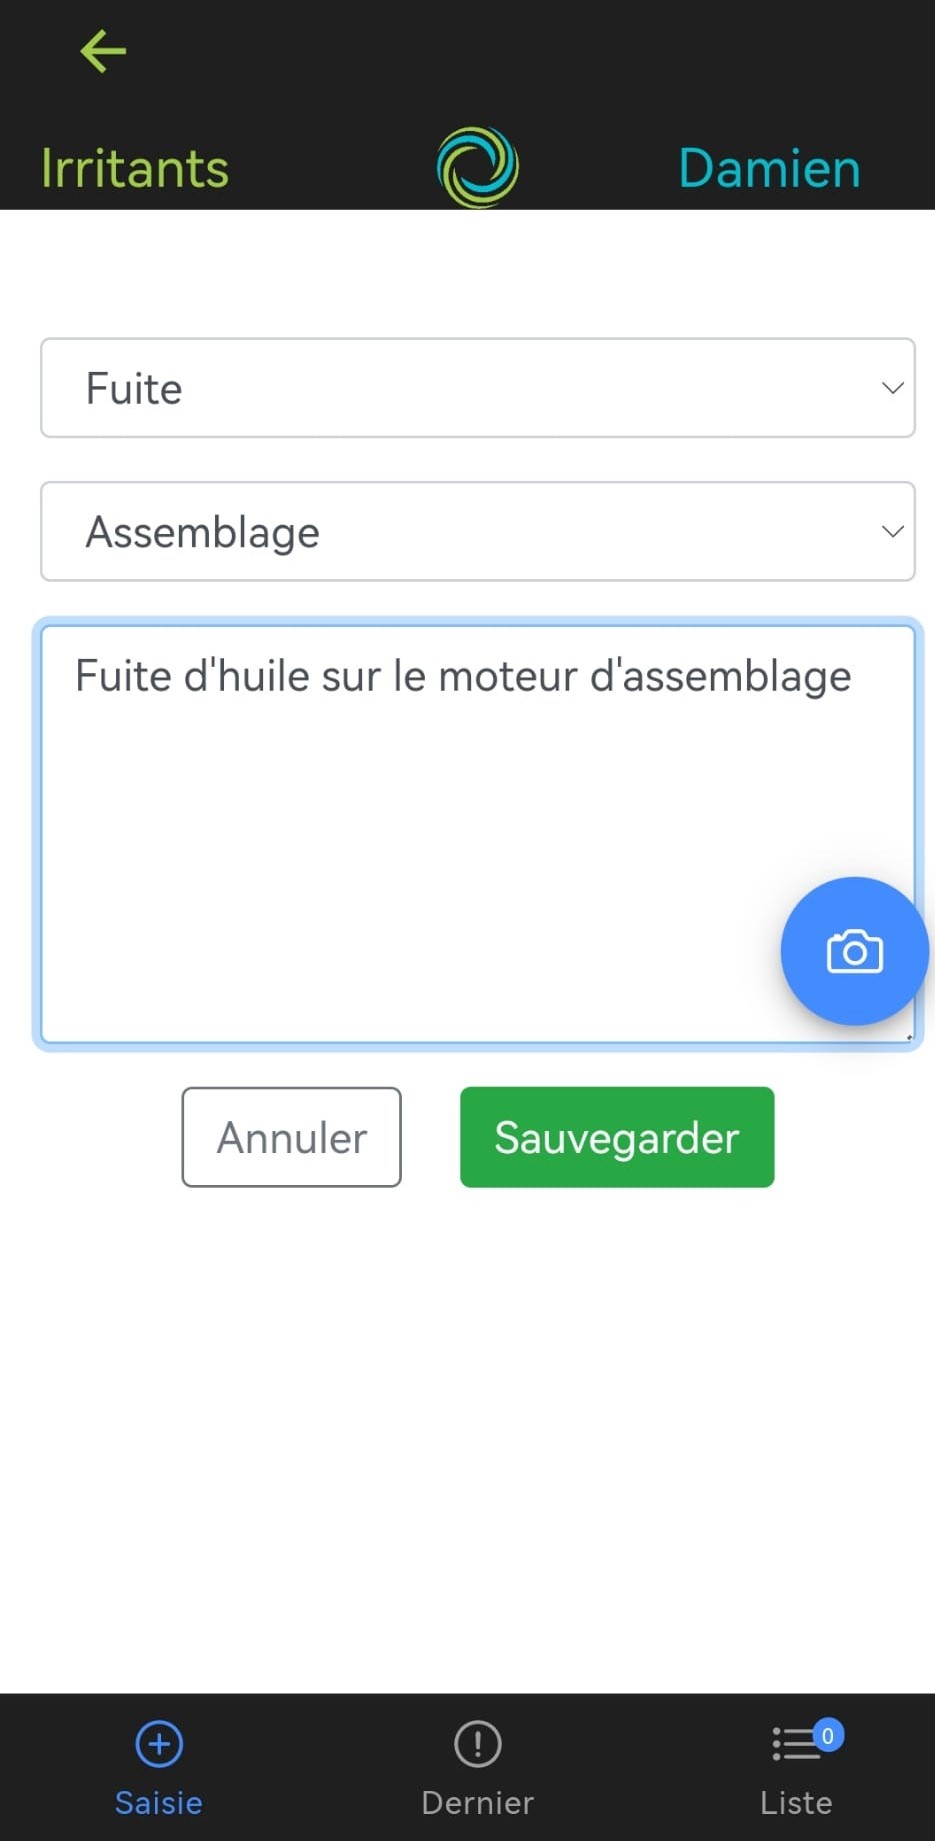 Irritants
Damien
Fuite
Assemblage
Fuite d'huile sur le moteur d'assemblage
Annuler
Sauvegarder
0
Saisie
Dernier
Liste